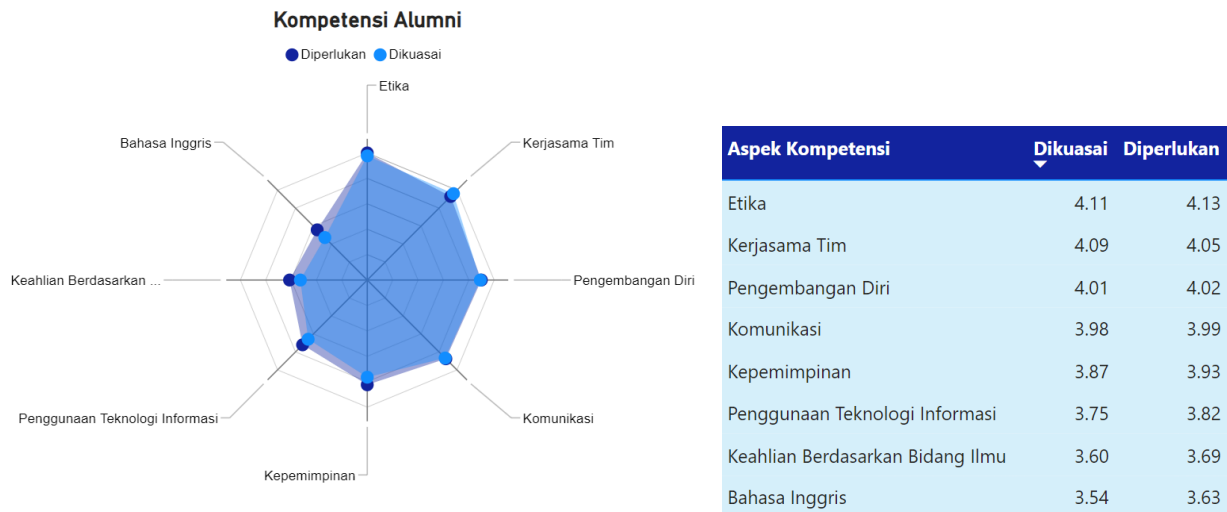 Kompetensi Alumni
Diperlukan Dikuasai
Etika
Bahasa Inggris
Kerjasama Tim
Keahlian Berdasarkan ...
Pengembangan Diri
Penggunaan Teknologi Informasi
Komunikasi
Kepemimpinan
Aspek Kompetensi Dikuasai Diperlukan
Etika 4.11 4.13
Kerjasama Tim 4.09 4.05
Pengembangan Diri 4.01 4.02
Komunikasi 3.98 3.99
Kepemimpinan 3.87 3.93
Penggunaan Teknologi Informasi 3.75 3.82
Keahlian Berdasarkan Bidang Ilmu 3.60 3.69
Bahasa Inggris 3.54 3.63